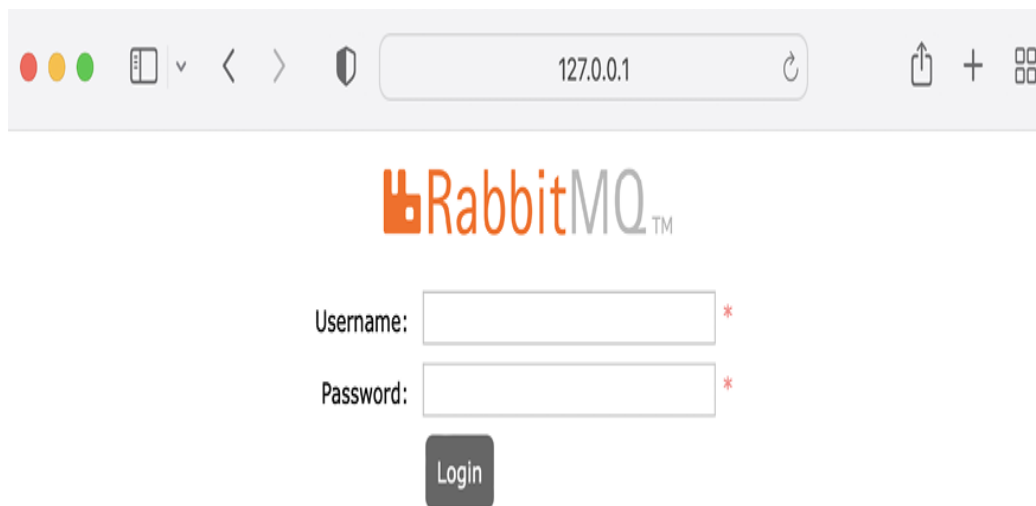 127.0.0.1
RabbitMQ™
Username: *
Password: *
Login